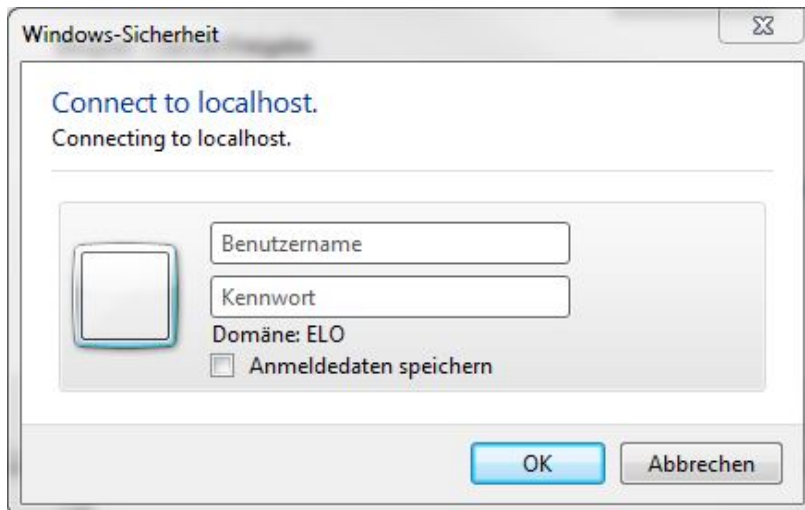 Windows-Sicherheit
Connect to localhost.
Connecting to localhost.
Benutzername
Kennwort
Domäne: ELO
Anmeldedaten speichern
OK
Abbrechen